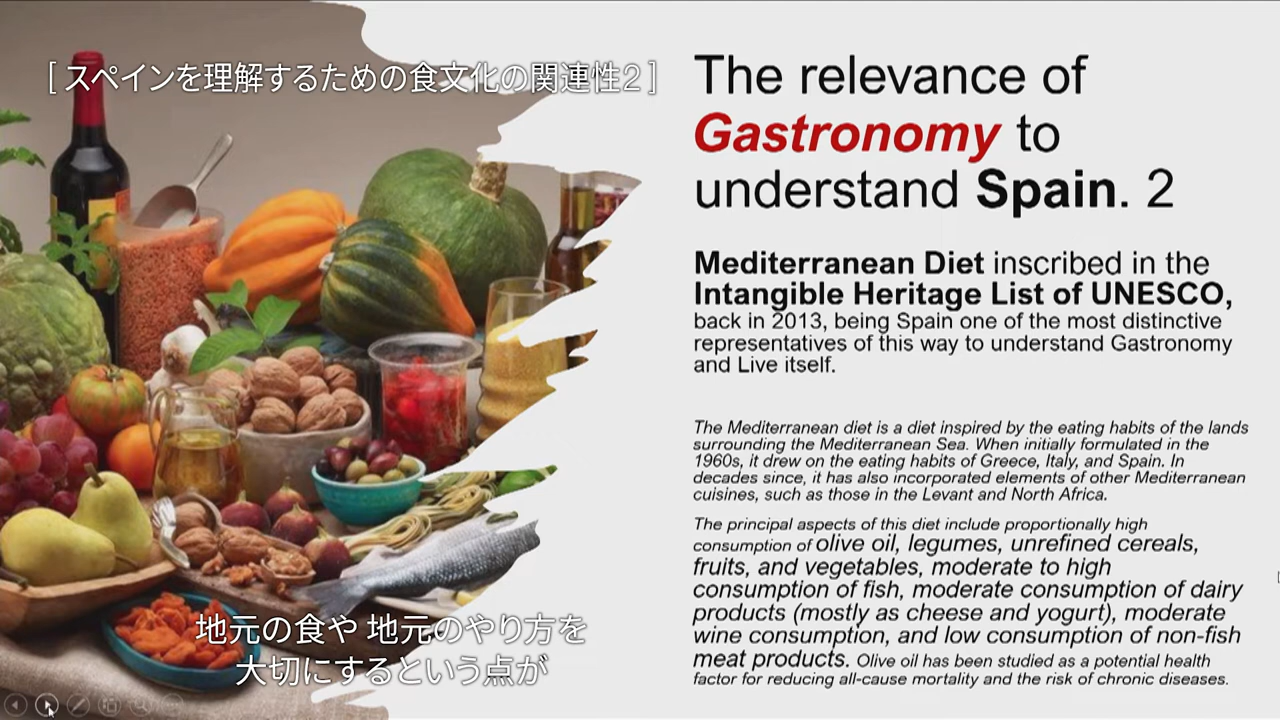 [ スペインを理解するための食文化の関連性2 ]
The relevance of
Gastronomy to
understand Spain. 2
Mediterranean Diet inscribed in the
Intangible Heritage List of UNESCO,
back in 2013, being Spain one of the most distinctive
representatives of this way to understand Gastronomy
and Live itself.
The Mediterranean diet is a diet inspired by the eating habits of the lands
surrounding the Mediterranean Sea. When initially formulated in the
1960s, it drew on the eating habits of Greece, Italy, and Spain. In
decades since, it has also incorporated elements of other Mediterranean
cuisines, such as those in the Levant and North Africa.
The principal aspects of this diet include proportionally high
consumption of olive oil, legumes, unrefined cereals,
fruits, and vegetables, moderate to high
consumption of fish, moderate consumption of dairy
products (mostly as cheese and yogurt), moderate
wine consumption, and low consumption of non-fish
meat products. Olive oil has been studied as a potential health
factor for reducing all-cause mortality and the risk of chronic diseases.
地元の食や 地元のやり方を
大切にするという点が